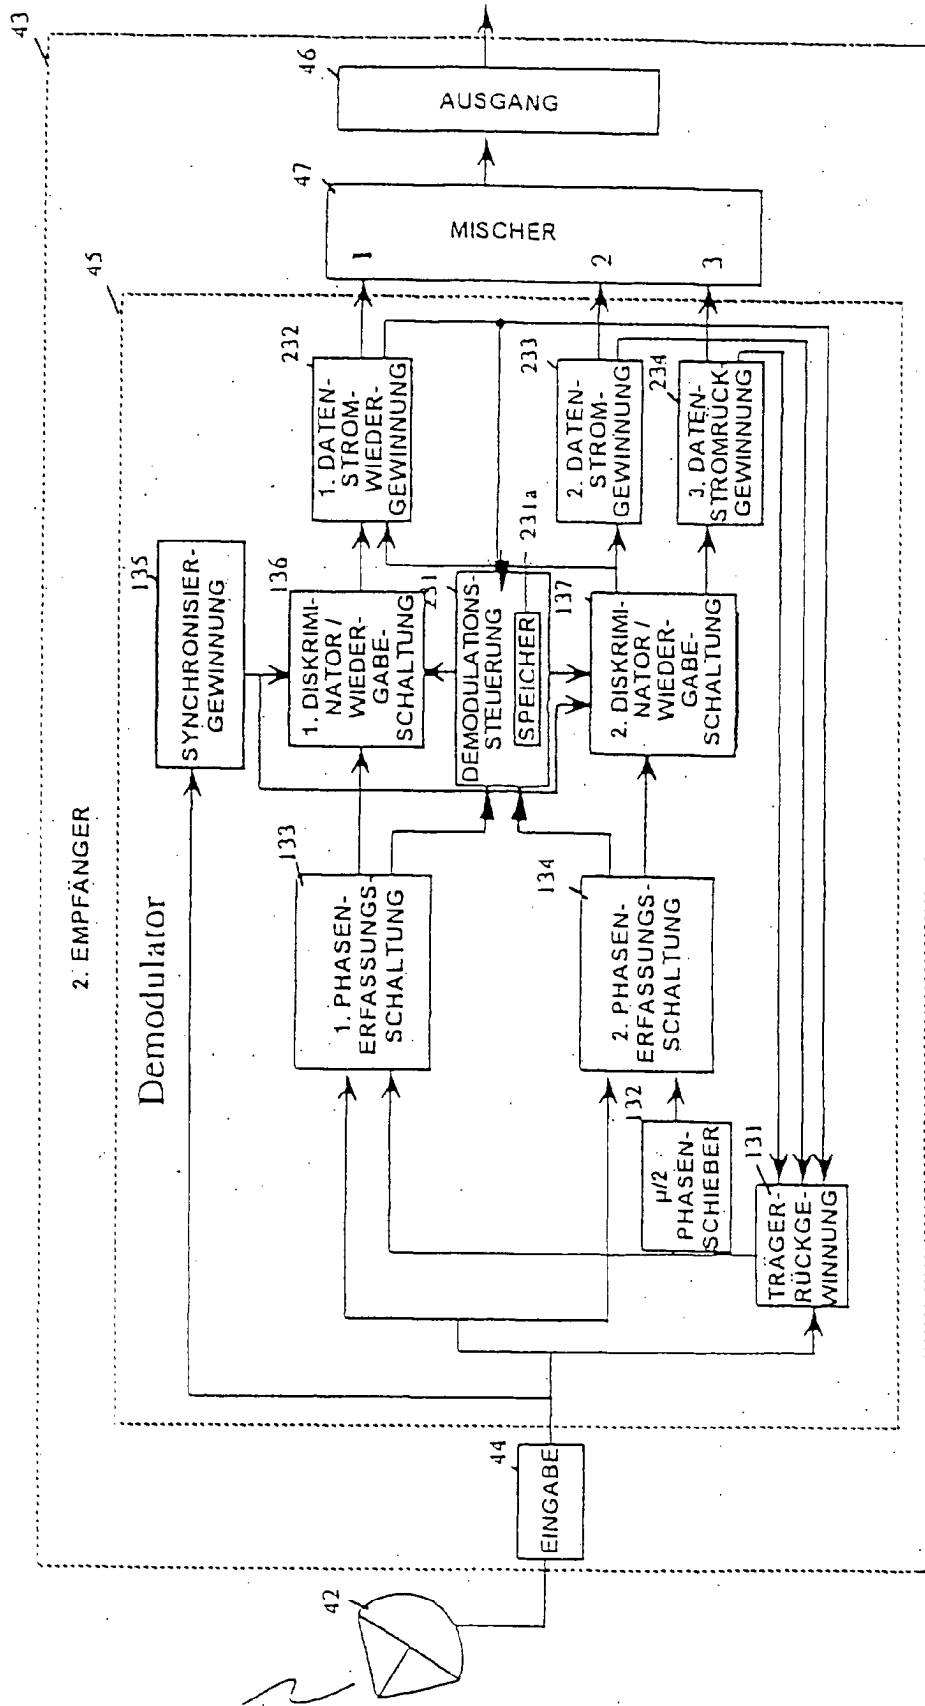 43
2. EMPFÄNGER
45
Demodulator
42
44
EINGABE
135
SYNCHRONISIER-
GEWINNUNG
133
1. PHASEN-
ERFASSUNGS-
SCHALTUNG
136
1. DISKRIMI-
NATOR /
WIEDER-
GABE-
SCHALTUNG
232
1. DATEN-
STROM-
WIEDER-
GEWINNUNG
231
DEMODULATIONS-
STEUERUNG
SPEICHER
231a
134
2. PHASEN-
ERFASSUNGS-
SCHALTUNG
137
2. DISKRIMI-
NATOR /
WIEDER-
GABE-
SCHALTUNG
233
2. DATEN-
STROM-
GEWINNUNG
234
3. DATEN-
STROMRÜCK-
GEWINNUNG
132
µ/2
PHASEN-
SCHIEBER
131
TRÄGER-
RÜCKGE-
WINNUNG
47
MISCHER
1
2
3
46
AUSGANG